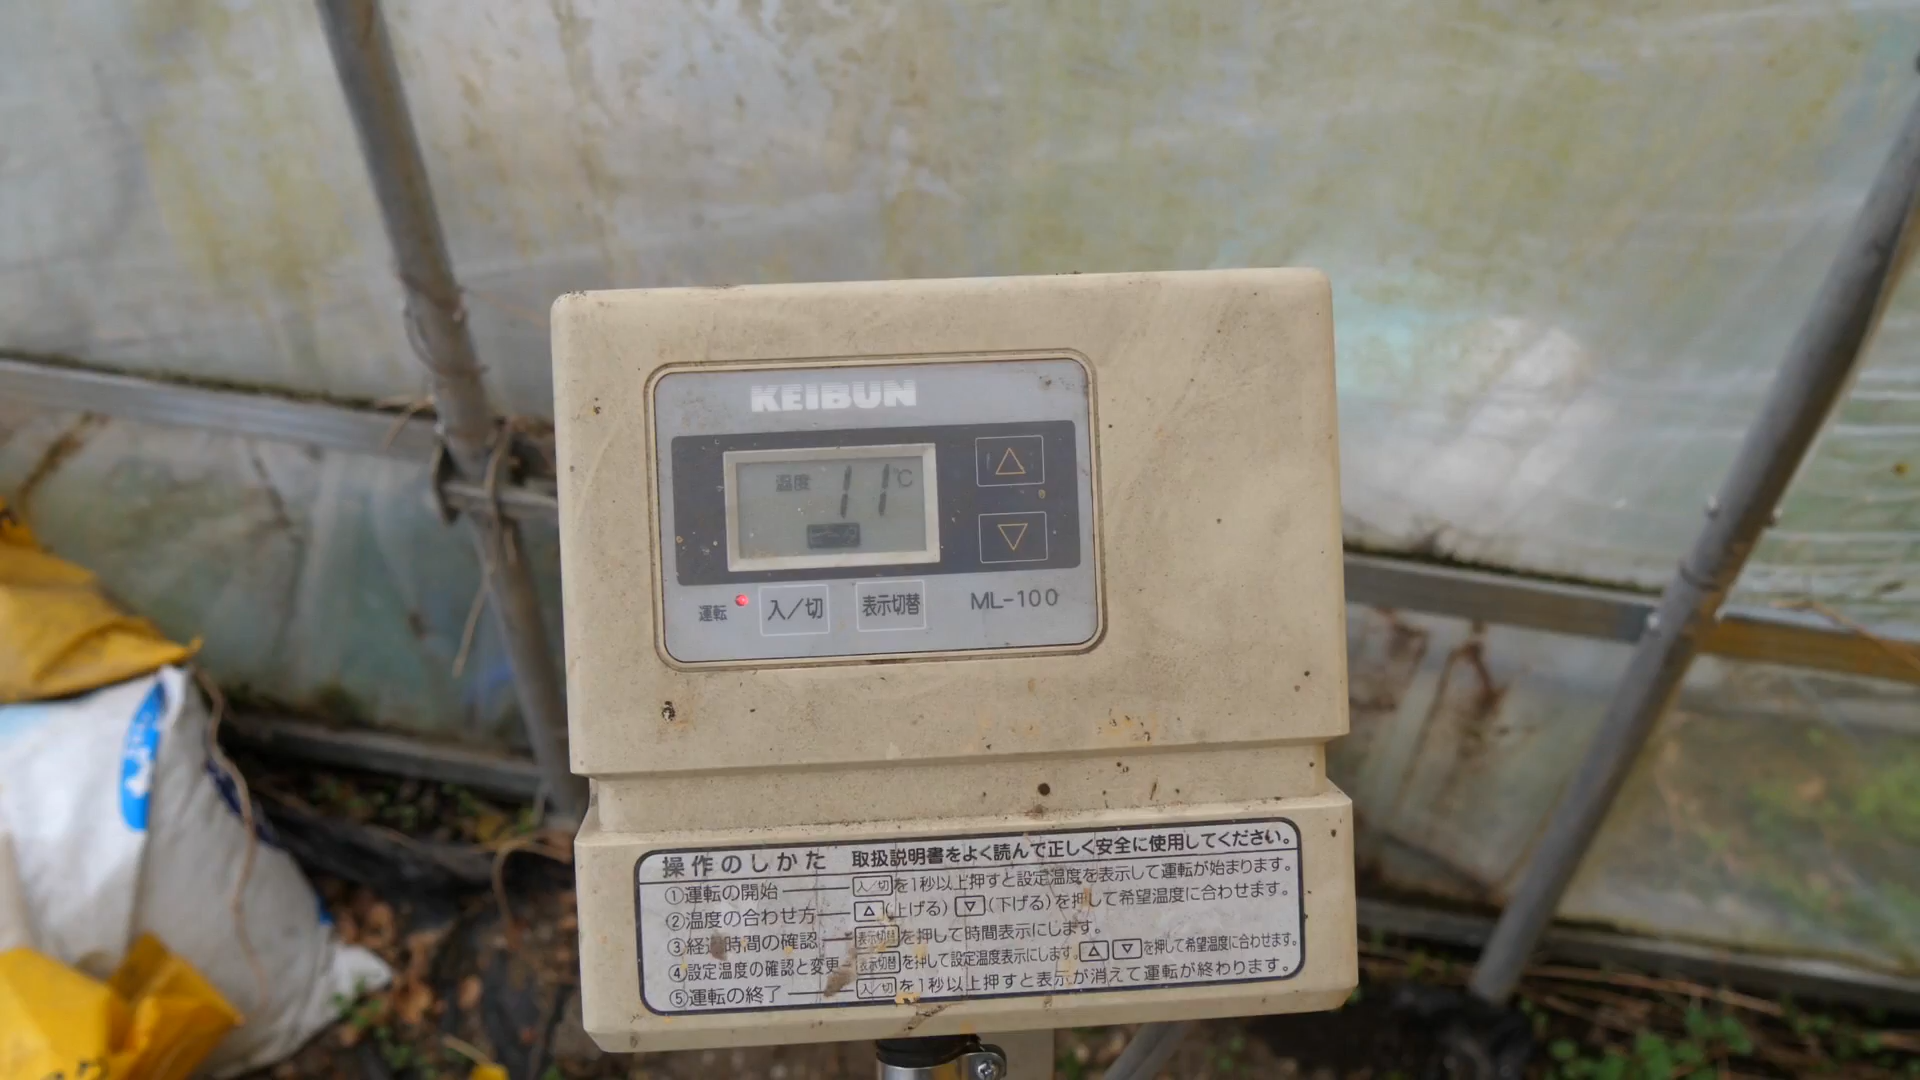 KEIBUN
温度 11℃
運転 入/切 表示切替 ML-100
操作のしかた 取扱説明書をよく読んで正しく安全に使用してください。
①運転の開始 入/切を1秒以上押すと設定温度を表示して運転が始まります。
②温度の合わせ方 △(上げる) ▽(下げる)を押して希望温度に合わせます。
③経過時間の確認 表示切替を押して時間表示にします。
④設定温度の確認と変更 表示切替を押して設定温度表示にします。△ ▽を押して希望温度に合わせます。
⑤運転の終了 入/切を1秒以上押すと表示が消えて運転が終わります。